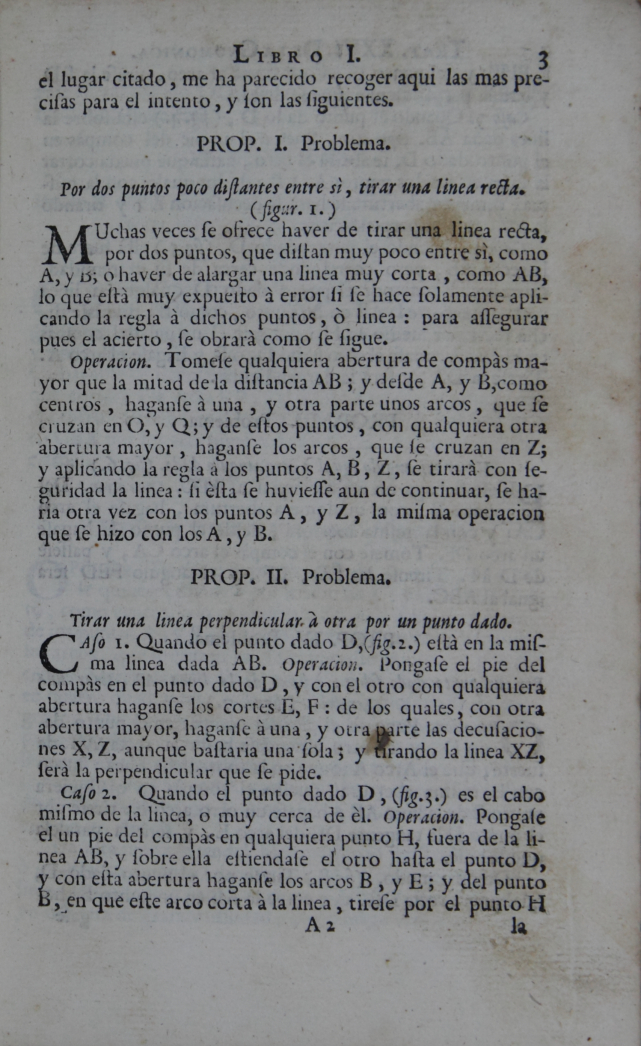 LIBRO I. 3
el lugar citado, me ha parecido recoger aqui las mas pre-
ciſas para el intento, y ſon las ſiguientes.
PROP. I. Problema.
Por dos puntos poco diſtantes entre sì, tirar una linea recta.
(figur. 1.)
MUchas veces ſe ofrece haver de tirar una linea recta,
por dos puntos, que diſtan muy poco entre sì, como
A, y B; o haver de alargar una linea muy corta, como AB,
lo que eſtà muy expueſto à error ſi ſe hace ſolamente apli-
cando la regla à dichos puntos, ò linea: para aſſegurar
pues el acierto, ſe obrarà como ſe ſigue.
Operacion. Tomeſe qualquiera abertura de compàs ma-
yor que la mitad de la diſtancia AB; y deſde A, y B, como
centros, haganſe à una, y otra parte unos arcos, que ſe
cruzan en O, y Q; y de eſtos puntos, con qualquiera otra
abertura mayor, haganſe los arcos, que ſe cruzan en Z;
y aplicando la regla à los puntos A, B, Z, ſe tirarà con ſe-
guridad la linea: ſi èſta ſe huvieſſe aun de continuar, ſe ha-
ria otra vez con los puntos A, y Z, la miſma operacion
que ſe hizo con los A, y B.
PROP. II. Problema.
Tirar una linea perpendicular à otra por un punto dado.
CAſo 1. Quando el punto dado D, (fig. 2.) eſtà en la miſ-
ma linea dada AB. Operacion. Pongaſe el pie del
compàs en el punto dado D, y con el otro con qualquiera
abertura haganſe los cortes E, F: de los quales, con otra
abertura mayor, haganſe à una, y otra parte las decuſacio-
nes X, Z, aunque baſtaria una ſola; y tirando la linea XZ,
ſerà la perpendicular que ſe pide.
Caſo 2. Quando el punto dado D, (fig. 3.) es el cabo
miſmo de la linea, o muy cerca de èl. Operacion. Pongaſe
el un pie del compàs en qualquiera punto H, fuera de la li-
nea AB, y ſobre ella eſtiendaſe el otro haſta el punto D,
y con eſta abertura haganſe los arcos B, y E; y del punto
B, en que eſte arco corta à la linea, tireſe por el punto H
A 2 la